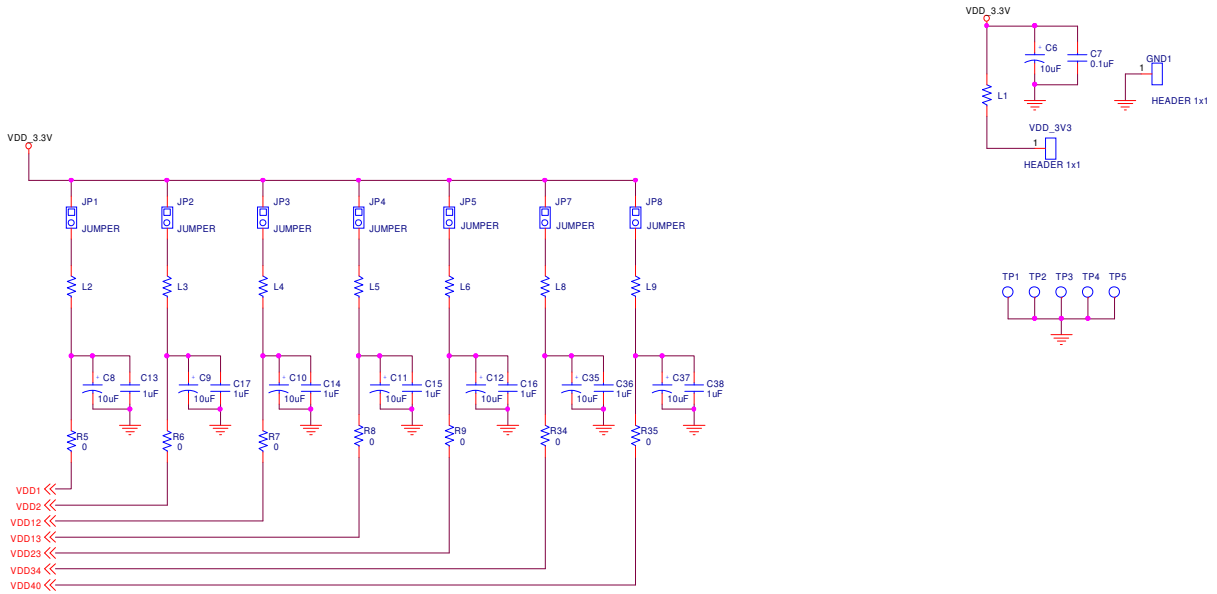 VDD_3.3V
C6
10uF
C7
0.1uF
GND1
1
HEADER 1x1
L1
VDD_3V3
1
HEADER 1x1
VDD_3.3V
JP1
JUMPER
JP2
JUMPER
JP3
JUMPER
JP4
JUMPER
JP5
JUMPER
JP7
JUMPER
JP8
JUMPER
L2
L3
L4
L5
L6
L8
L9
TP1 TP2 TP3 TP4 TP5
+ C8
10uF
C13
1uF
+ C9
10uF
C17
1uF
+ C10
10uF
C14
1uF
+ C11
10uF
C15
1uF
+ C12
10uF
C16
1uF
+ C35
10uF
C36
1uF
+ C37
10uF
C38
1uF
R5
0
R6
0
R7
0
R8
0
R9
0
R34
0
R35
0
VDD1
VDD2
VDD12
VDD13
VDD23
VDD34
VDD40